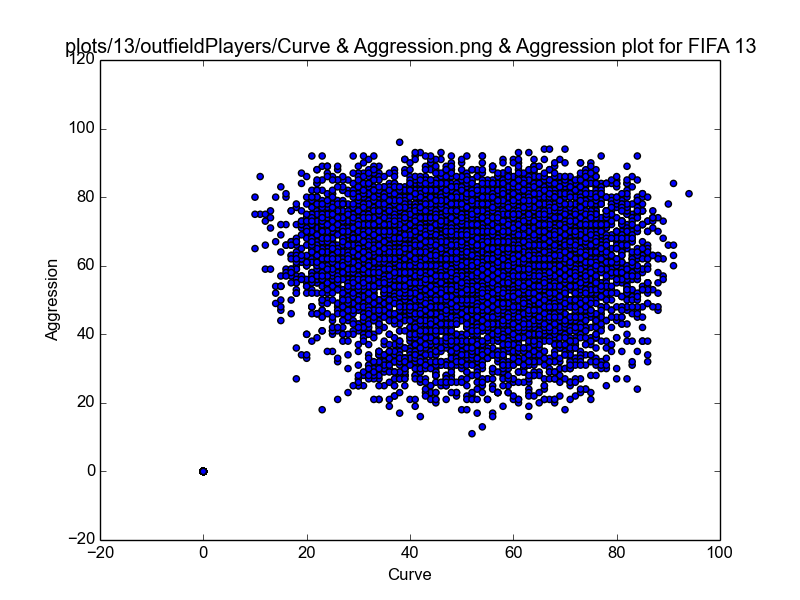 plots/13/outfieldPlayers/Curve & Aggression.png & Aggression plot for FIFA 13
120
100
80
60
40
20
0
−20
−20 0 20 40 60 80 100
Aggression
Curve